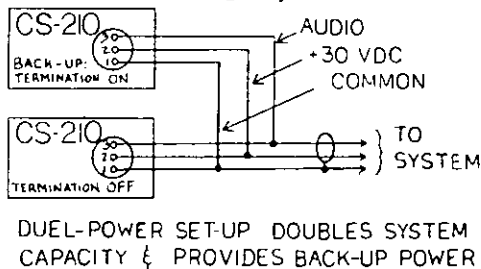 CS-210
3
2
1
BACK-UP:
TERMINATION ON
AUDIO
+30 VDC
COMMON
CS-210
3
2
1
TERMINATION OFF
TO
SYSTEM
DUEL-POWER SET-UP DOUBLES SYSTEM
CAPACITY & PROVIDES BACK-UP POWER